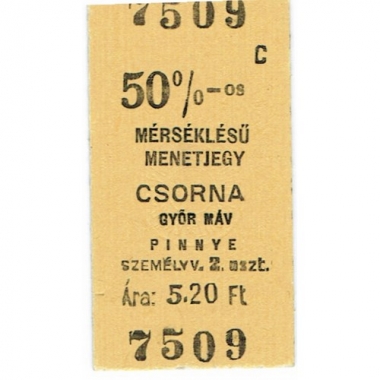 7509
C
50%-os
MÉRSÉKLÉSŰ
MENETJEGY
CSORNA
GYŐR MÁV
PINNYE
SZEMÉLYV. 2. oszt.
Ára: 5.20 Ft
7509